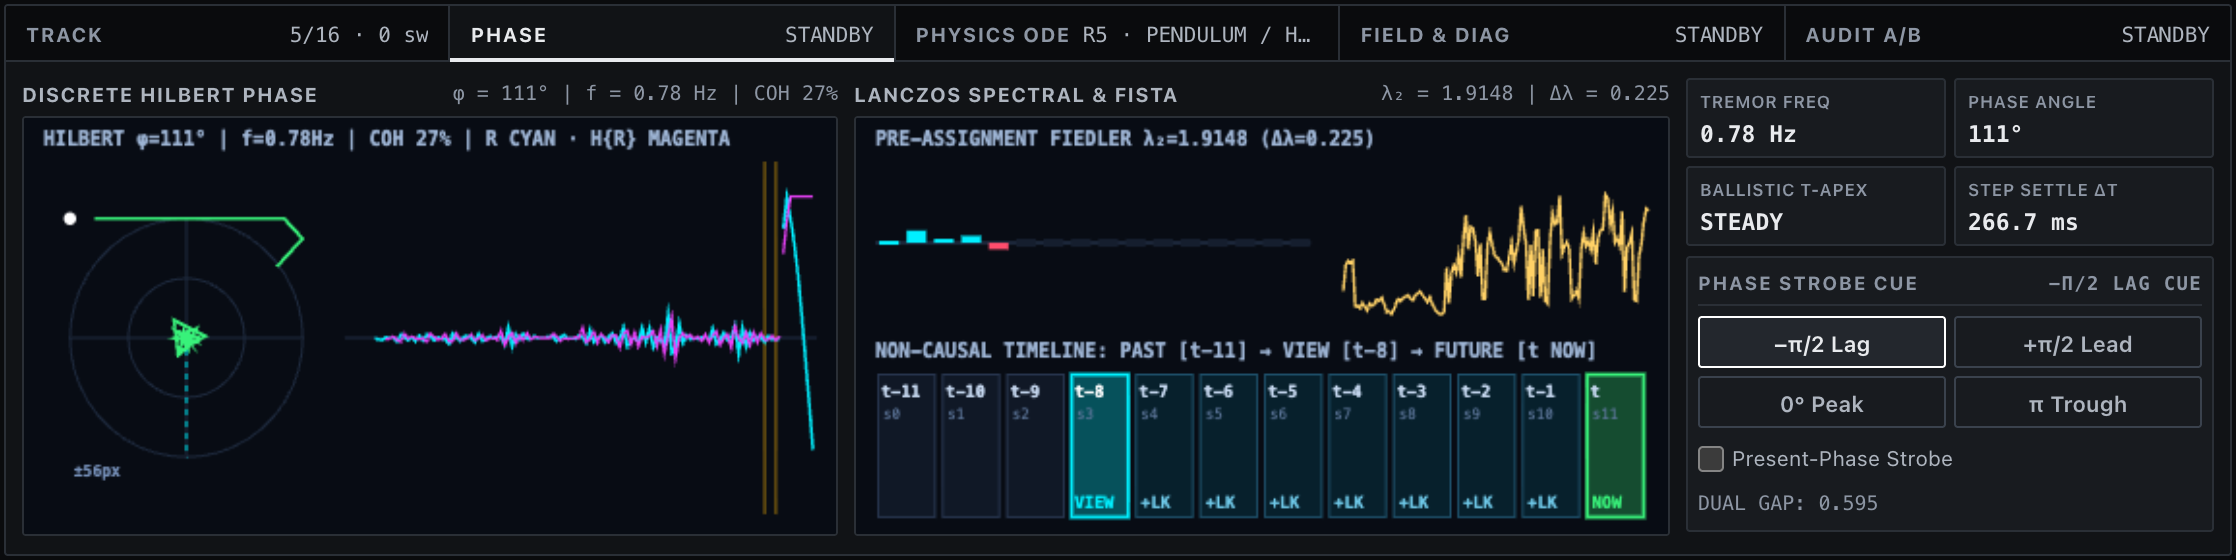 TRACK 5/16 · 0 sw
PHASE STANDBY
PHYSICS ODE R5 · PENDULUM / H…
FIELD & DIAG STANDBY
AUDIT A/B STANDBY
DISCRETE HILBERT PHASE φ = 111° | f = 0.78 Hz | COH 27%
HILBERT φ=111° | f=0.78Hz | COH 27% | R CYAN · H{R} MAGENTA
±56px
LANCZOS SPECTRAL & FISTA λ₂ = 1.9148 | Δλ = 0.225
PRE-ASSIGNMENT FIEDLER λ₂=1.9148 (Δλ=0.225)
NON-CAUSAL TIMELINE: PAST [t-11] → VIEW [t-8] → FUTURE [t NOW]
t-11 t-10 t-9 t-8 t-7 t-6 t-5 t-4 t-3 t-2 t-1 t
s0 s1 s2 s3 s4 s5 s6 s7 s8 s9 s10 s11
VIEW +LK +LK +LK +LK +LK +LK +LK NOW
TREMOR FREQ
0.78 Hz
PHASE ANGLE
111°
BALLISTIC T-APEX
STEADY
STEP SETTLE ΔT
266.7 ms
PHASE STROBE CUE −Π/2 LAG CUE
−π/2 Lag
+π/2 Lead
0° Peak
π Trough
Present-Phase Strobe
DUAL GAP: 0.595